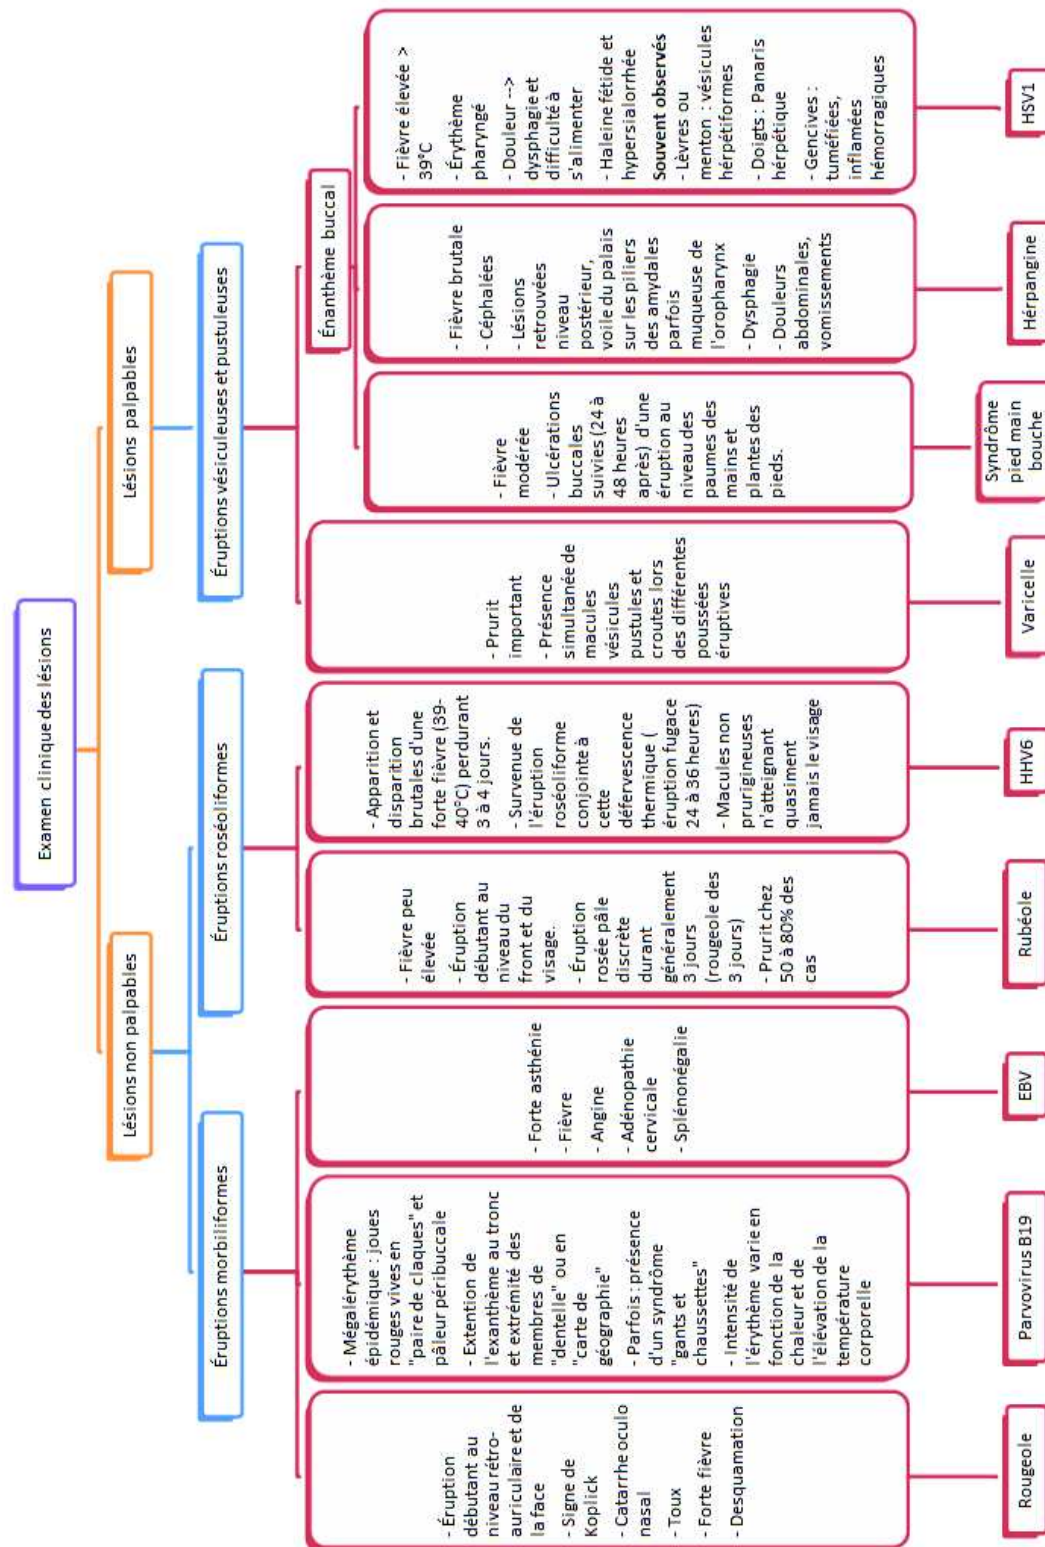 Examen clinique des lésions
Lésions non palpables
Lésions palpables
Éruptions morbiliformes
Éruptions roséoliformes
Éruptions vésiculeuses et pustuleuses
Énanthème buccal
- Éruption
débutant au
niveau rétro-
auriculaire et de
la face
- Signe de
Koplick
- Catarrhe oculo
nasal
- Toux
- Forte fièvre
- Desquamation
Rougeole
- Mégalérythème
épidémique : joues
rouges vives en
"paire de claques" et
pâleur péribuccale
- Extention de
l'exanthème au tronc
et extrémité des
membres de
"dentelle" ou en
"carte de
géographie"
- Parfois : présence
d'un syndrôme
"gants et
chaussettes"
- Intensité de
l'érythème varie en
fonction de la
chaleur et de
l'élévation de la
température
corporelle
Parvovirus B19
- Forte asthénie
- Fièvre
- Angine
- Adénopathie
cervicale
- Splénonégalie
EBV
- Fièvre peu
élevée
- Éruption
débutant au
niveau du
front et du
visage.
- Éruption
rosée pâle
discrète
durant
généralement
3 jours
(rougeole des
3 jours)
- Prurit chez
50 à 80% des
cas
Rubéole
- Apparition et
disparition
brutales d'une
forte fièvre (39-
40°C) perdurant
3 à 4 jours.
- Survenue de
l'éruption
roséoliforme
conjointe à
cette
défervescence
thermique (
éruption fugace
24 à 36 heures)
- Macules non
prurigineuses
n'atteignant
quasiment
jamais le visage
HHV6
- Prurit
important
- Présence
simultanée de
macules
vésicules
pustules et
croutes lors
des différentes
poussées
éruptives
Varicelle
- Fièvre
modérée
- Ulcérations
buccales
suivies (24 à
48 heures
après) d'une
éruption au
niveau des
paumes des
mains et
plantes des
pieds.
Syndrôme
pied main
bouche
- Fièvre brutale
- Céphalées
- Lésions
retrouvées
niveau
postérieur,
voile du palais
sur les piliers
des amydales
parfois
muqueuse de
l'oropharynx
- Dysphagie
- Douleurs
abdominales,
vomissements
Hérpangine
- Fièvre élevée >
39°C
- Érythème
pharyngé
- Douleur -->
dysphagie et
difficulté à
s'alimenter
- Haleine fétide et
hypersialorrhée
Souvent observés
- Lèvres ou
menton : vésicules
hérpétiformes
- Doigts : Panaris
hérpétique
- Gencives :
tuméfiées,
inflamées
hémorragiques
HSV1